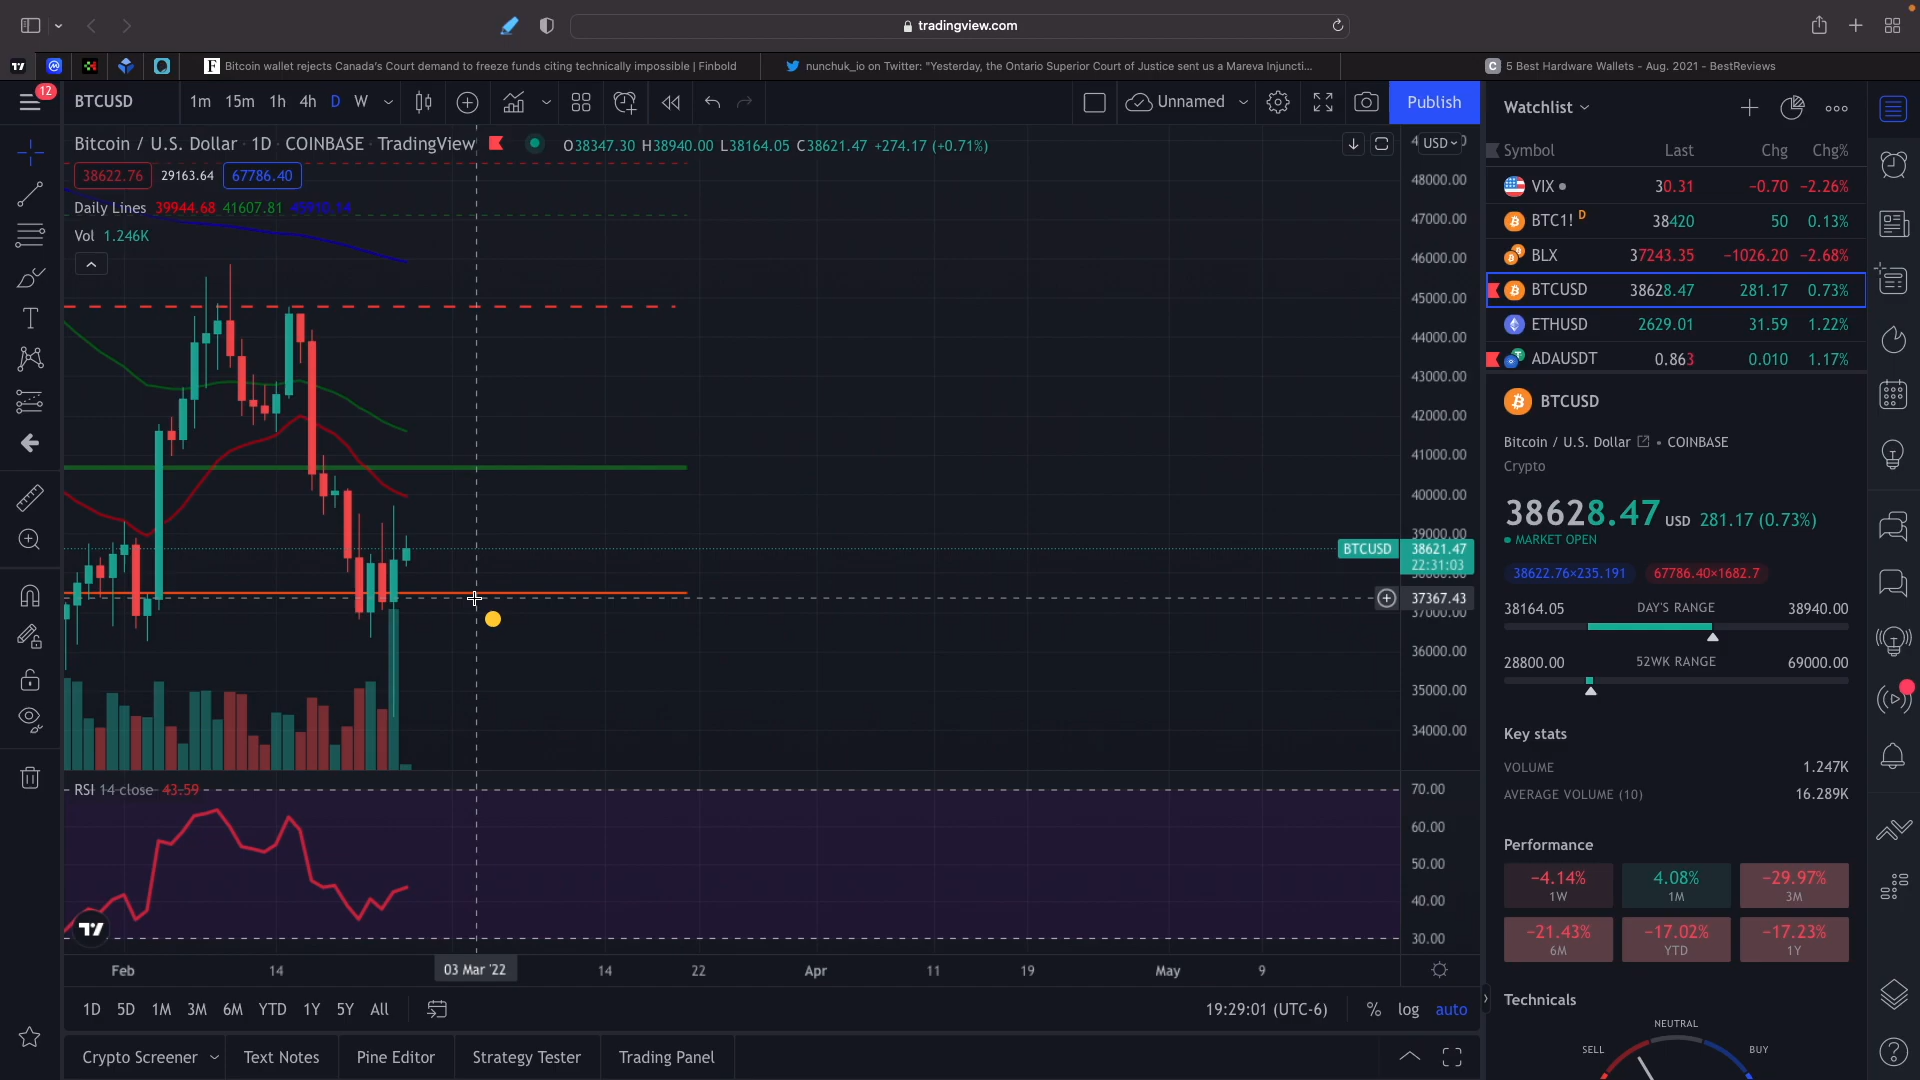 tradingview.com
Bitcoin wallet rejects Canada's Court demand to freeze funds citing technically impossible | Finbold
nunchuk_io on Twitter: "Yesterday, the Ontario Superior Court of Justice sent us a Mareva Injuncti...
5 Best Hardware Wallets - Aug. 2021 - BestReviews
12
BTCUSD 1m 15m 1h 4h D W Unnamed Publish
Bitcoin / U.S. Dollar · 1D · COINBASE · TradingView O38347.30 H38940.00 L38164.05 C38621.47 +274.17 (+0.71%)
38622.76 29163.64 67786.40
Daily Lines 39944.68 41607.81 45910.14
Vol 1.246K
USD
48000.00
47000.00
46000.00
45000.00
44000.00
43000.00
42000.00
41000.00
40000.00
39000.00
BTCUSD 38621.47
22:31:03
38000.00
37367.43
37000.00
36000.00
35000.00
34000.00
RSI 14 close 43.59
70.00
60.00
50.00
40.00
30.00
Feb 14 03 Mar '22 14 22 Apr 11 19 May 9
1D 5D 1M 3M 6M YTD 1Y 5Y All 19:29:01 (UTC-6) % log auto
Crypto Screener Text Notes Pine Editor Strategy Tester Trading Panel
Watchlist
Symbol Last Chg Chg%
VIX 30.31 −0.70 −2.26%
BTC1! D 38420 50 0.13%
BLX 37243.35 −1026.20 −2.68%
BTCUSD 38628.47 281.17 0.73%
ETHUSD 2629.01 31.59 1.22%
ADAUSDT 0.863 0.010 1.17%
BTCUSD
Bitcoin / U.S. Dollar • COINBASE
Crypto
38628.47 USD 281.17 (0.73%)
MARKET OPEN
38622.76×235.191 67786.40×1682.7
38164.05 DAY'S RANGE 38940.00
28800.00 52WK RANGE 69000.00
Key stats
VOLUME 1.247K
AVERAGE VOLUME (10) 16.289K
Performance
−4.14% 4.08% −29.97%
1W 1M 3M
−21.43% −17.02% −17.23%
6M YTD 1Y
Technicals
NEUTRAL
SELL BUY